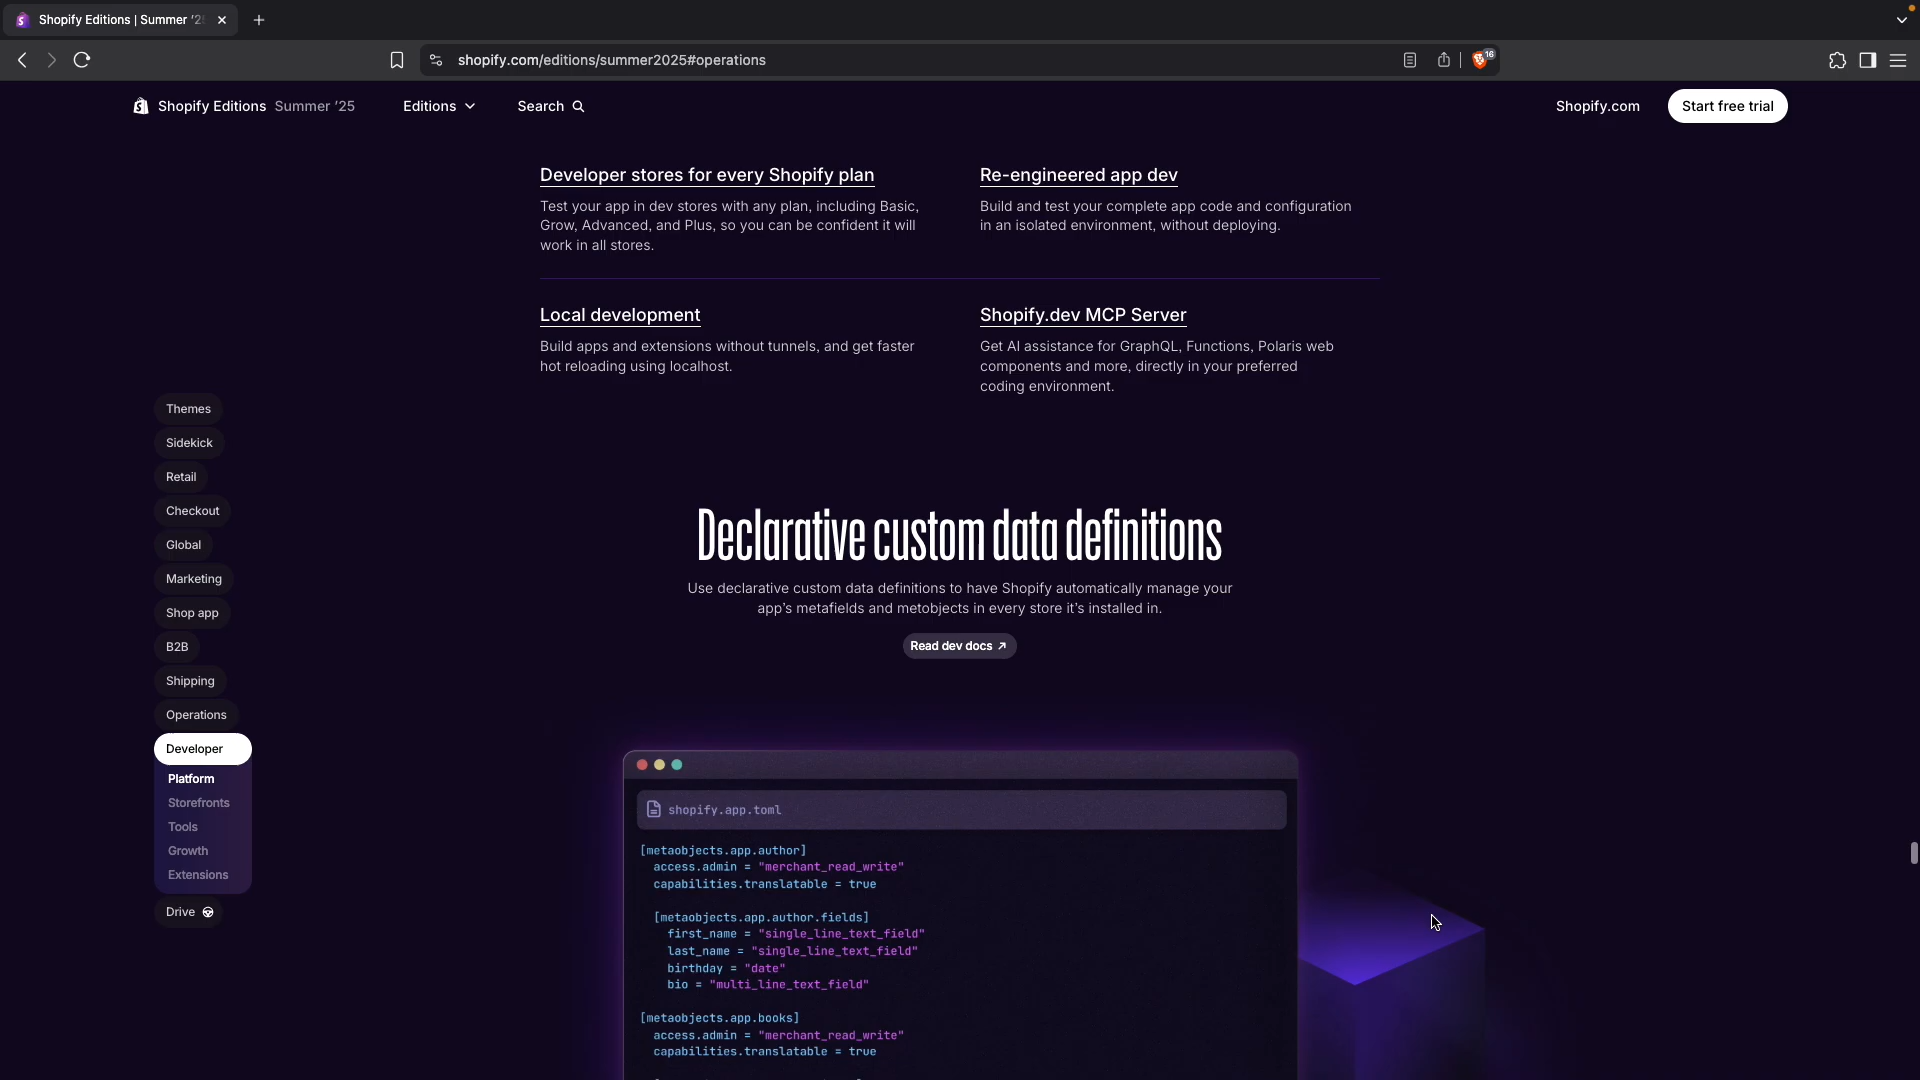 Shopify Editions | Summer '2
16
shopify.com/editions/summer2025#operations
Shopify Editions Summer '25
Editions
Search
Shopify.com
Start free trial
Developer stores for every Shopify plan
Test your app in dev stores with any plan, including Basic,
Grow, Advanced, and Plus, so you can be confident it will
work in all stores.
Re-engineered app dev
Build and test your complete app code and configuration
in an isolated environment, without deploying.
Local development
Build apps and extensions without tunnels, and get faster
hot reloading using localhost.
Shopify.dev MCP Server
Get AI assistance for GraphQL, Functions, Polaris web
components and more, directly in your preferred
coding environment.
Themes
Sidekick
Retail
Checkout
Global
Marketing
Shop app
B2B
Shipping
Operations
Developer
Platform
Storefronts
Tools
Growth
Extensions
Drive
Declarative custom data definitions
Use declarative custom data definitions to have Shopify automatically manage your
app's metafields and metobjects in every store it's installed in.
Read dev docs ↗
shopify.app.toml
[metaobjects.app.author]
access.admin = "merchant_read_write"
capabilities.translatable = true
[metaobjects.app.author.fields]
first_name = "single_line_text_field"
last_name = "single_line_text_field"
birthday = "date"
bio = "multi_line_text_field"
[metaobjects.app.books]
access.admin = "merchant_read_write"
capabilities.translatable = true